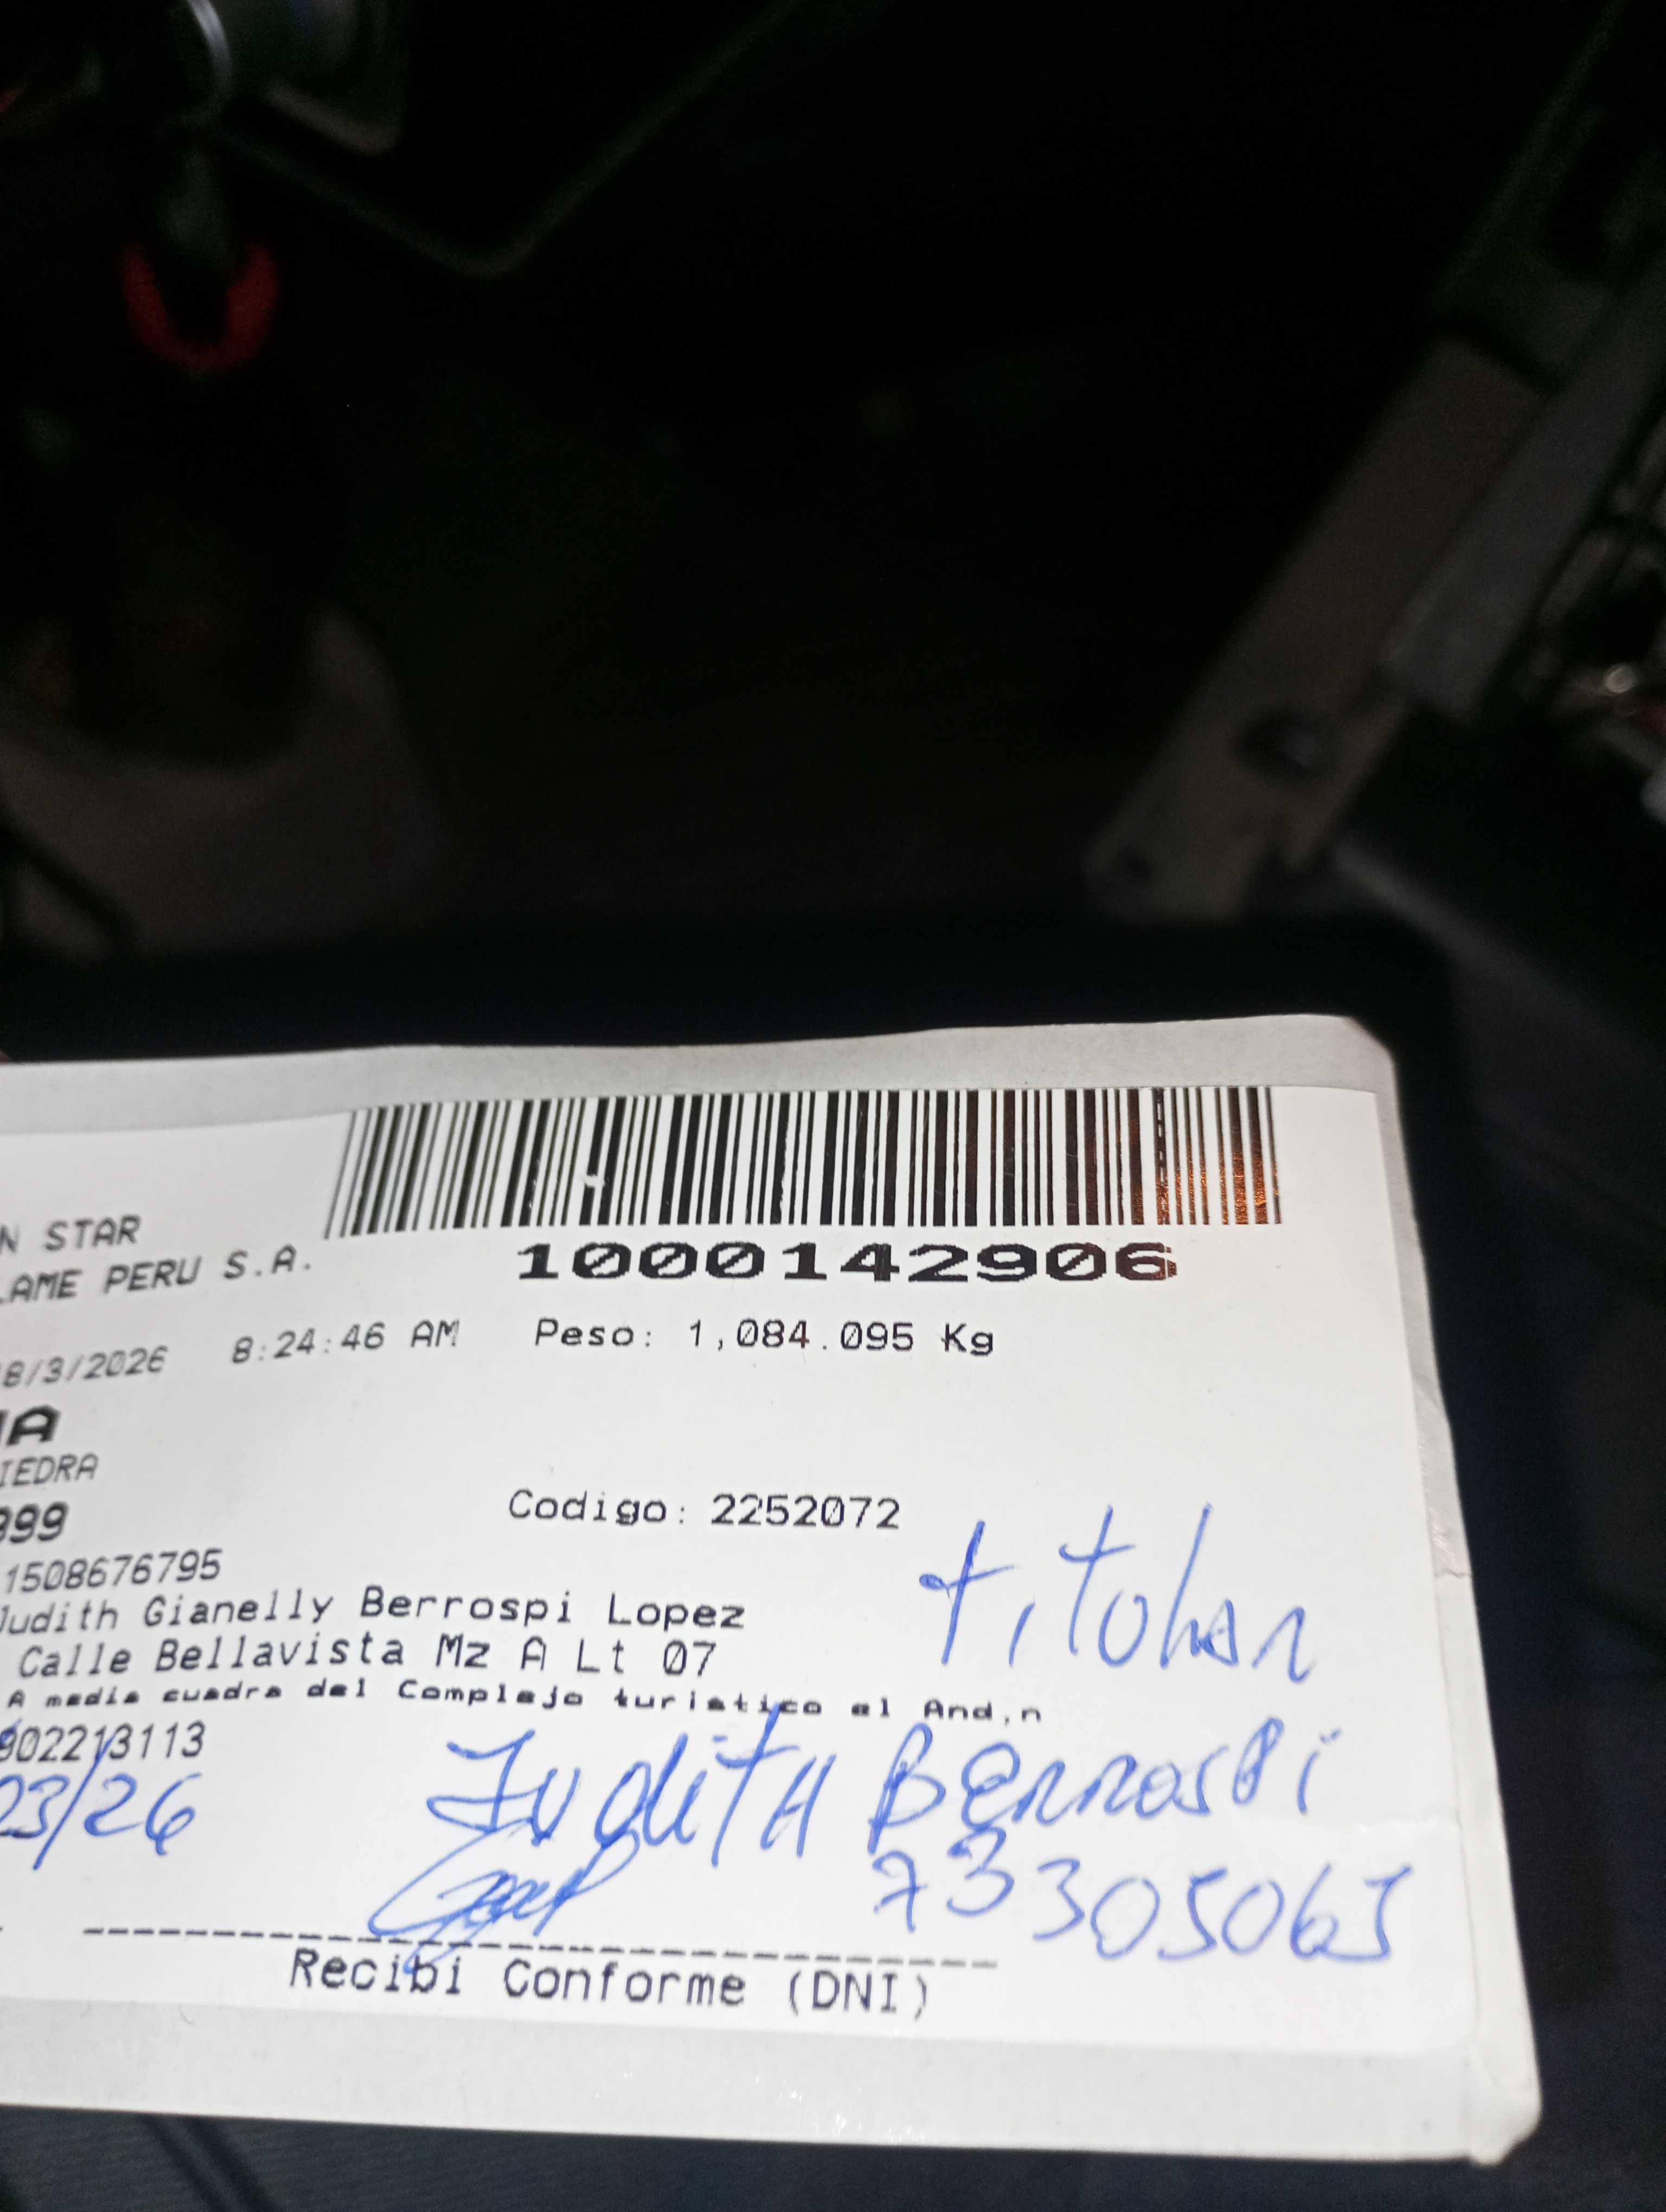 1000142906
N STAR
LAME PERU S.A.
8/3/2026 8:24:46 AM Peso: 1,084.095 Kg
NA
IEDRA
999
Codigo: 2252072
1508676795
Judith Gianelly Berrospi Lopez
Calle Bellavista Mz A Lt 07
A media cuadra del Complejo turistico el And,n
902213113
titular
23/26
Judith Berrospi
73305065
Recibi Conforme (DNI)